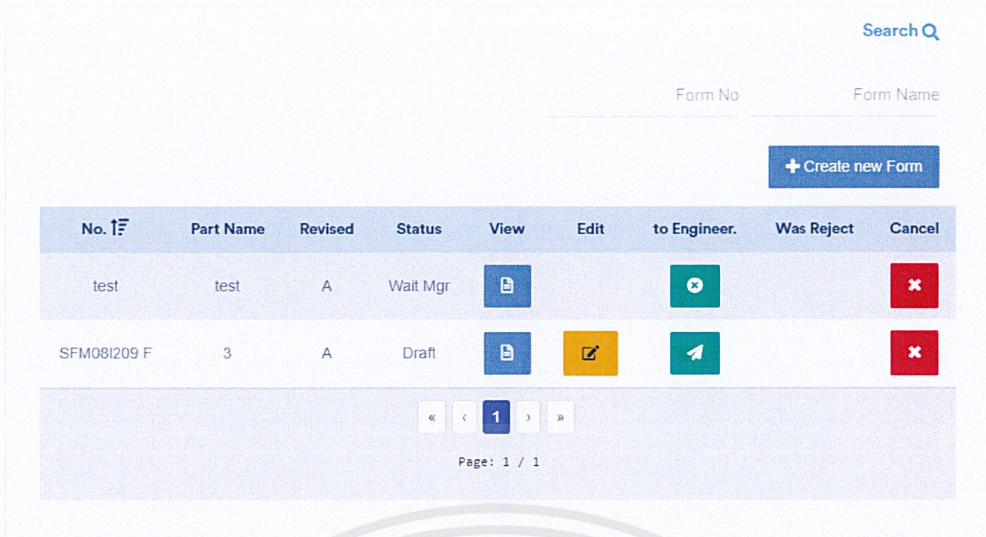 Search
Form No Form Name
+ Create new Form
No. Part Name Revised Status View Edit to Engineer. Was Reject Cancel
test test A Wait Mgr
SFM08I209 F 3 A Draft
« ‹ 1 › »
Page: 1 / 1